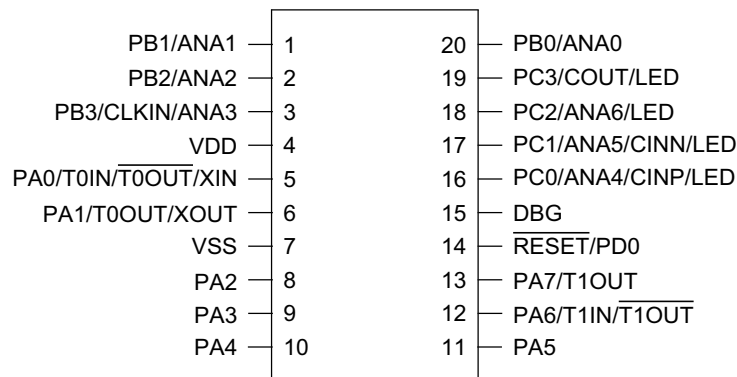 PB1/ANA1 1 20 PB0/ANA0
PB2/ANA2 2 19 PC3/COUT/LED
PB3/CLKIN/ANA3 3 18 PC2/ANA6/LED
VDD 4 17 PC1/ANA5/CINN/LED
PA0/T0IN/T̅0̅O̅U̅T̅/XIN 5 16 PC0/ANA4/CINP/LED
PA1/T0OUT/XOUT 6 15 DBG
VSS 7 14 R̅E̅S̅E̅T̅/PD0
PA2 8 13 PA7/T1OUT
PA3 9 12 PA6/T1IN/T̅1̅O̅U̅T̅
PA4 10 11 PA5